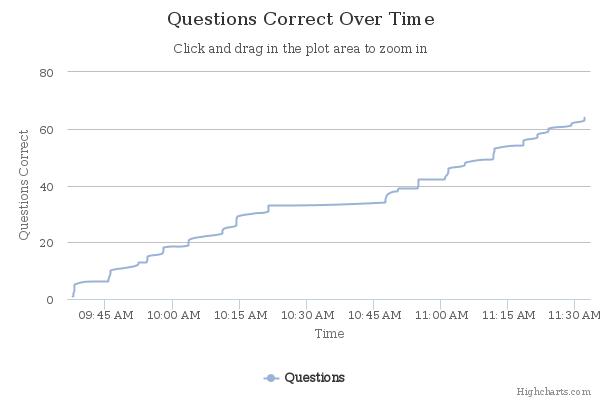 Questions Correct Over Time
Click and drag in the plot area to zoom in
Questions Correct
80
60
40
20
0
09:45 AM 10:00 AM 10:15 AM 10:30 AM 10:45 AM 11:00 AM 11:15 AM 11:30 AM
Time
Questions
Highcharts.com